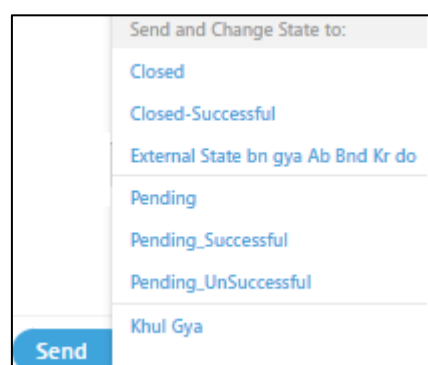 Send and Change State to:
Closed
Closed-Successful
External State bn gya Ab Bnd Kr do
Pending
Pending_Successful
Pending_UnSuccessful
Khul Gya
Send